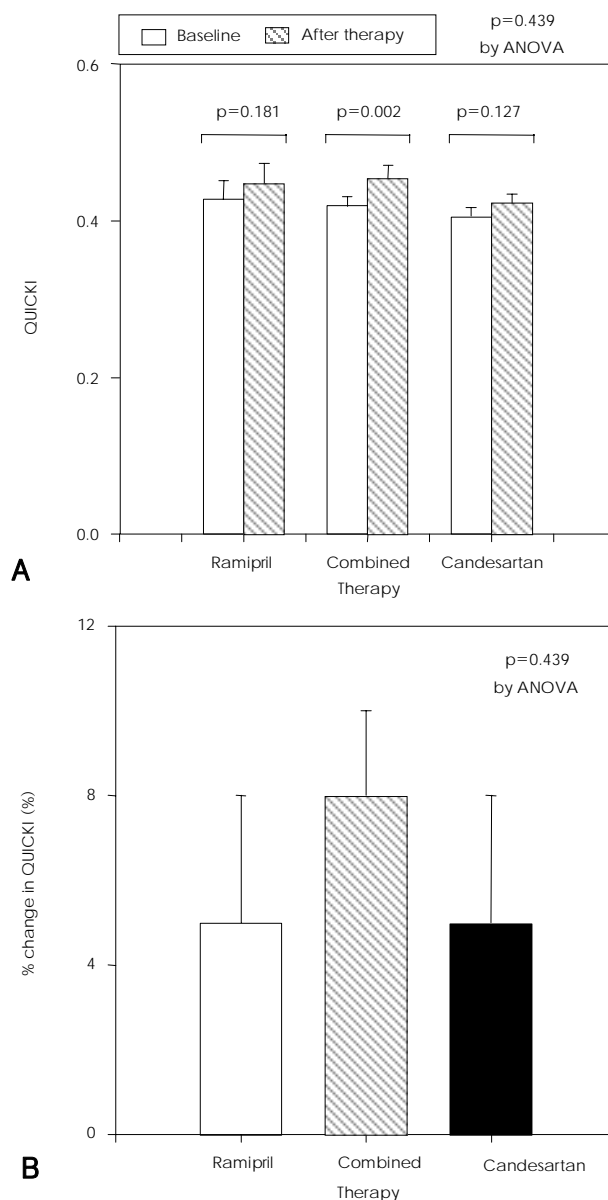 Baseline After therapy
p=0.439
by ANOVA
0.6
p=0.181 p=0.002 p=0.127
0.4
QUICKI
0.2
0.0
Ramipril Combined Candesartan
Therapy
A
12
p=0.439
by ANOVA
8
% change in QUICKI (%)
4
0
Ramipril Combined Candesartan
Therapy
B